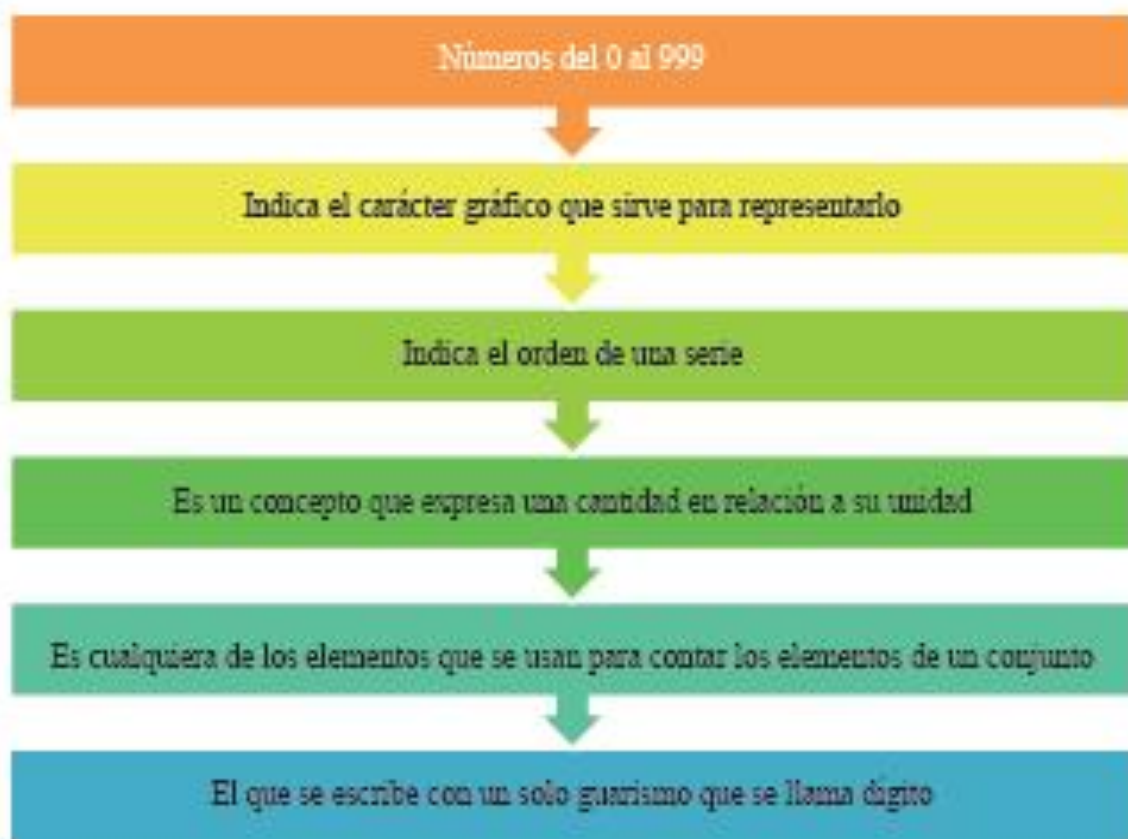 Números del 0 al 999
Indica el carácter gráfico que sirve para representarlo
Indica el orden de una serie
Es un concepto que expresa una cantidad en relación a su unidad
Es cualquiera de los elementos que se usan para contar los elementos de un conjunto
El que se escribe con un solo guarismo que se llama dígito